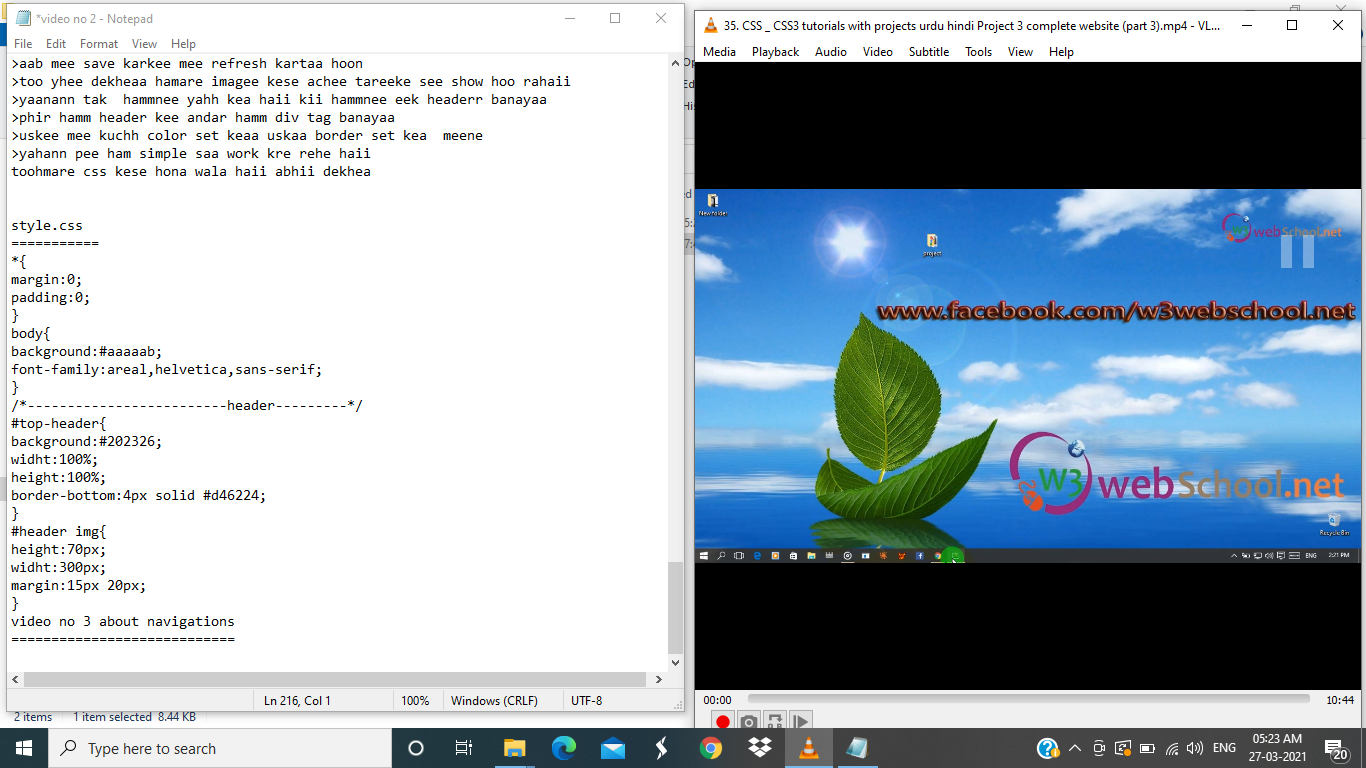 *video no 2 - Notepad
File Edit Format View Help
>aab mee save karkee mee refresh kartaa hoon
>too yhee dekheaa hamare imagee kese achee tareeke see show hoo rahaii
>yaanann tak  hammnee yahh kea haii kii hammnee eek headerr banayaa
>phir hamm header kee andar hamm div tag banayaa
>uskee mee kuchh color set keaa uskaa border set kea  meene
>yahann pee ham simple saa work kre rehe haii
toohmare css kese hona wala haii abhii dekhea
style.css
===========
*{
margin:0;
padding:0;
}
body{
background:#aaaaab;
font-family:areal,helvetica,sans-serif;
}
/*-------------------------header---------*/
#top-header{
background:#202326;
widht:100%;
height:100%;
border-bottom:4px solid #d46224;
}
#header img{
height:70px;
widht:300px;
margin:15px 20px;
}
video no 3 about navigations
============================
Ln 216, Col 1 100% Windows (CRLF) UTF-8
2 items 1 item selected 8.44 KB
35. CSS _ CSS3 tutorials with projects urdu hindi Project 3 complete website (part 3).mp4 - VL...
Media Playback Audio Video Subtitle Tools View Help
New folder
project
webSchool.net
www.facebook.com/w3webschool.net
W3 webSchool.net
Recycle Bin
ENG 2:21 PM
00:00 10:44
Type here to search
ENG
05:23 AM
27-03-2021
20